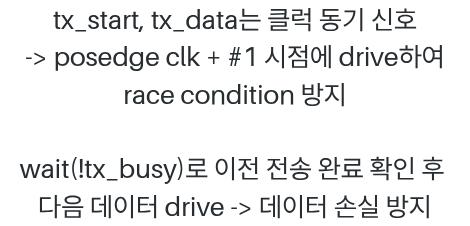 tx_start, tx_data는 클럭 동기 신호
-> posedge clk + #1 시점에 drive하여
race condition 방지
wait(!tx_busy)로 이전 전송 완료 확인 후
다음 데이터 drive -> 데이터 손실 방지